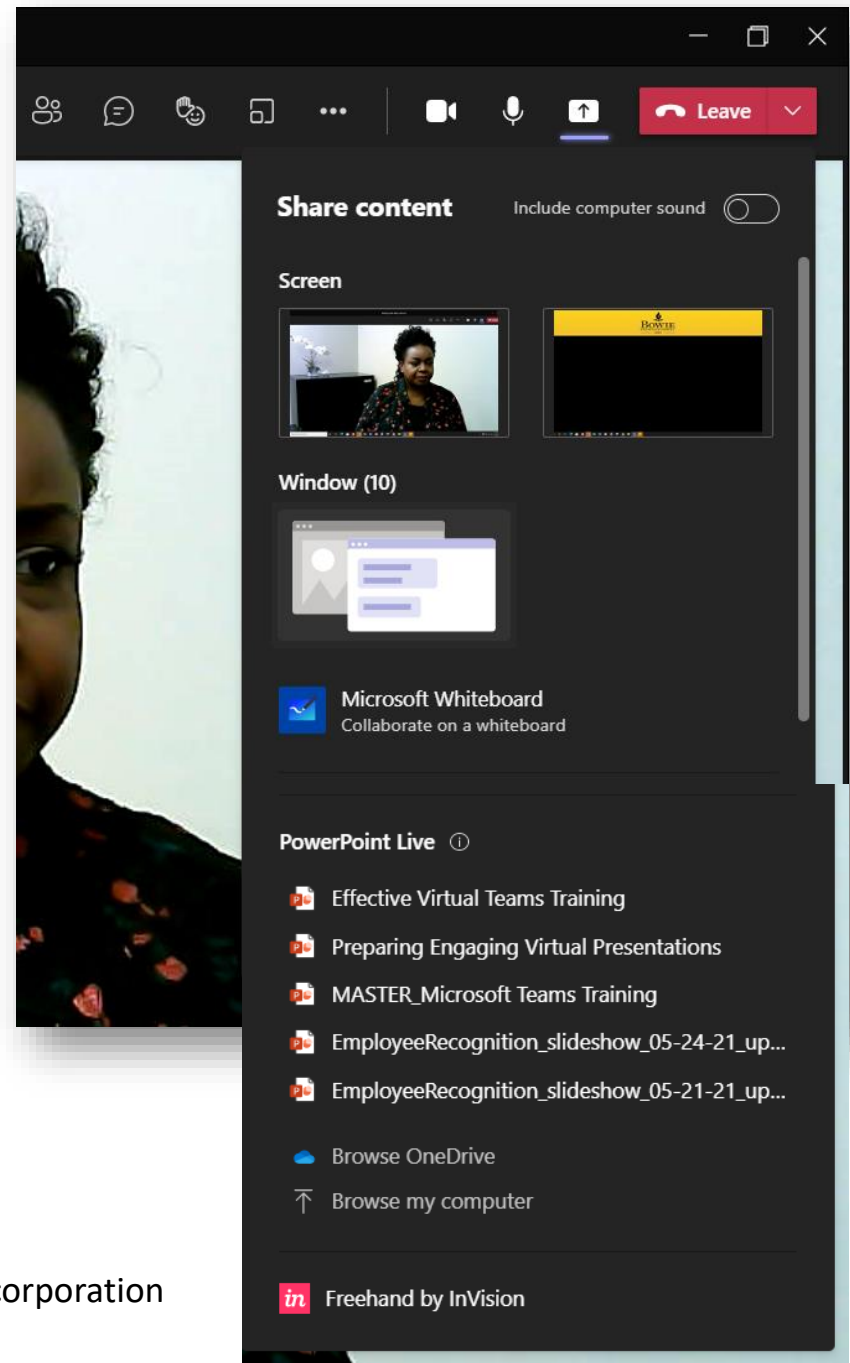 Leave
Share content
Include computer sound
Screen
BOWIE
Window (10)
Microsoft Whiteboard
Collaborate on a whiteboard
PowerPoint Live
Effective Virtual Teams Training
Preparing Engaging Virtual Presentations
MASTER_Microsoft Teams Training
EmployeeRecognition_slideshow_05-24-21_up...
EmployeeRecognition_slideshow_05-21-21_up...
Browse OneDrive
Browse my computer
corporation
in Freehand by InVision